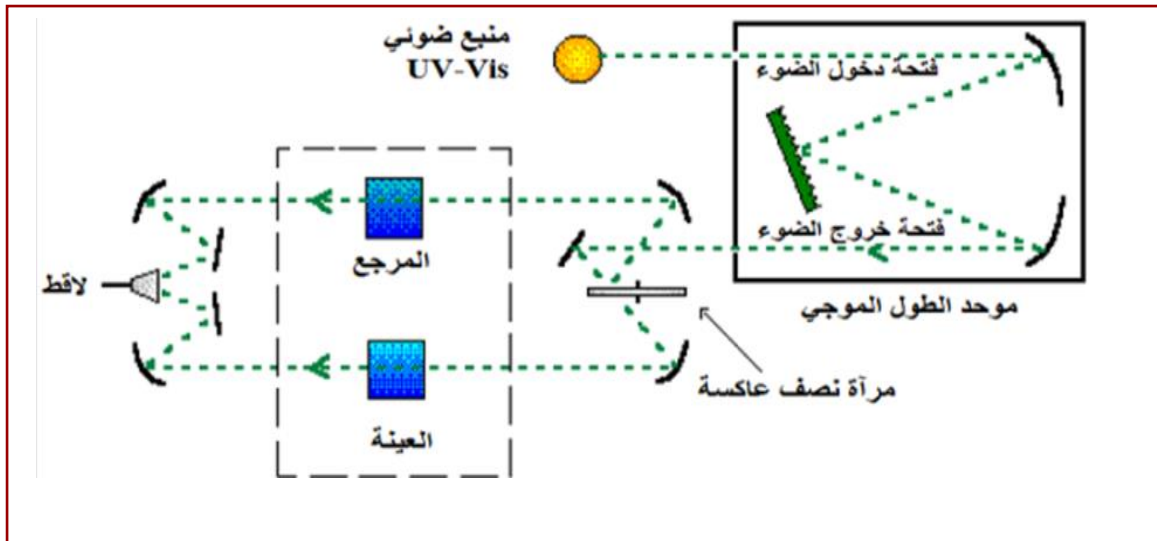 منبع ضوئي
UV-Vis
فتحة دخول الضوء
فتحة خروج الضوء
موحد الطول الموجي
المرجع
لاقط
مرآة نصف عاكسة
العينة